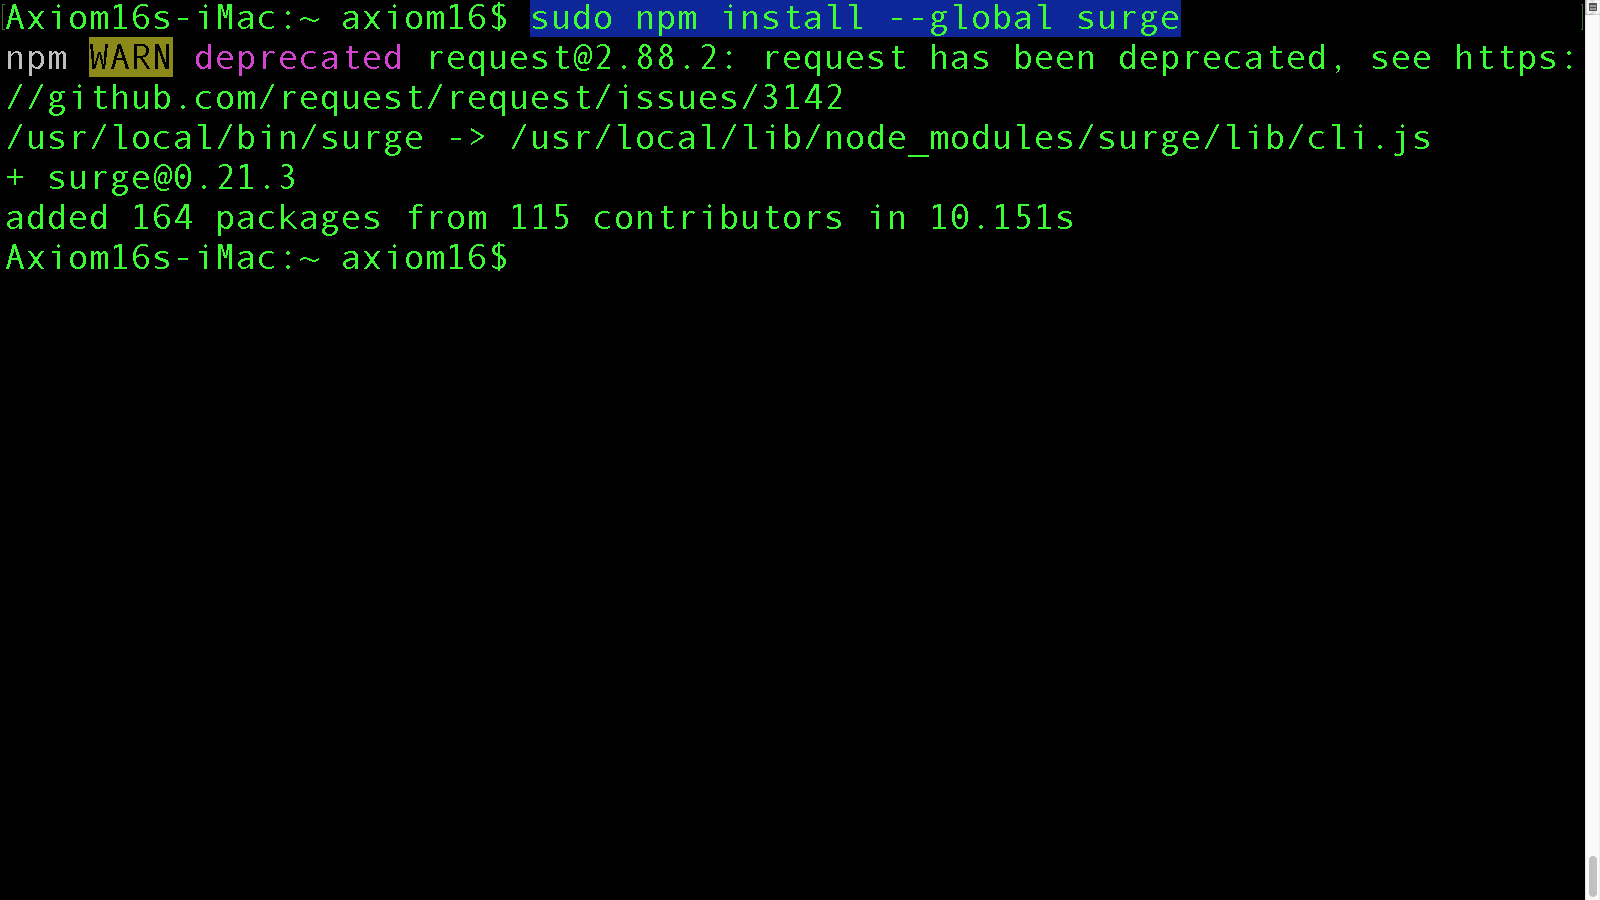 Axiom16s-iMac:~ axiom16$ sudo npm install --global surge
npm WARN deprecated request@2.88.2: request has been deprecated, see https:
//github.com/request/request/issues/3142
/usr/local/bin/surge -> /usr/local/lib/node_modules/surge/lib/cli.js
+ surge@0.21.3
added 164 packages from 115 contributors in 10.151s
Axiom16s-iMac:~ axiom16$